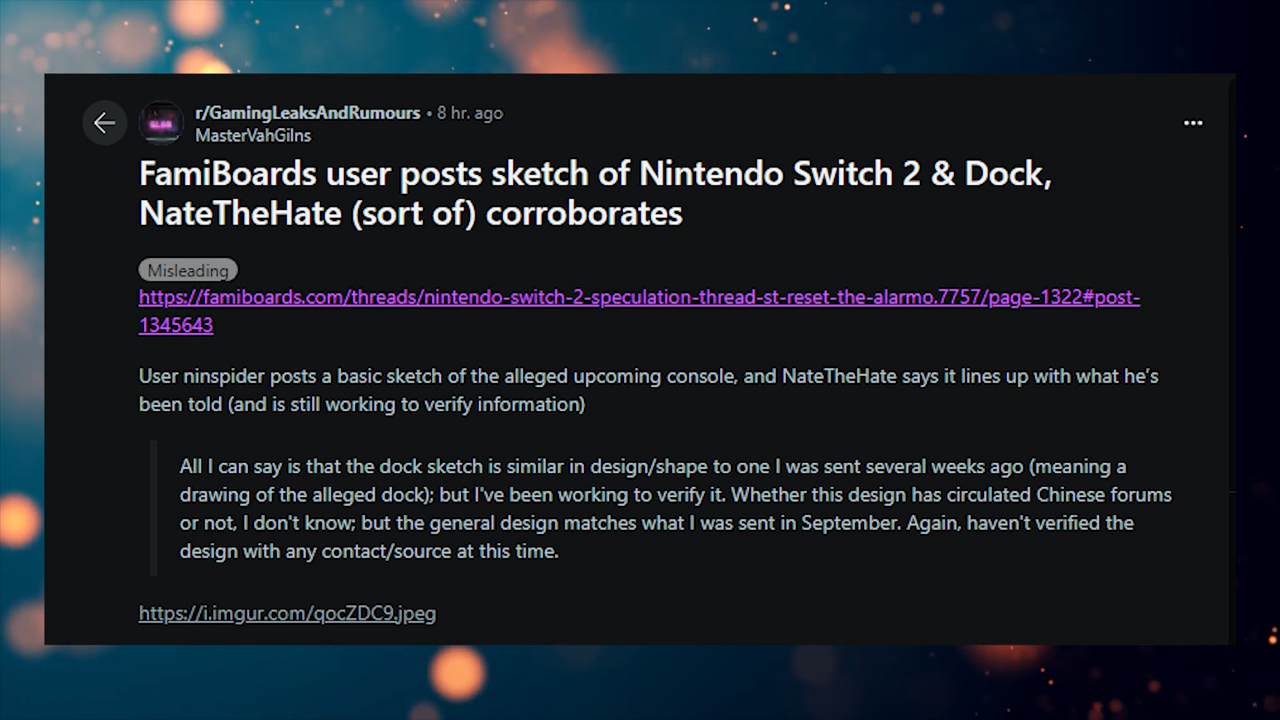 r/GamingLeaksAndRumours • 8 hr. ago
MasterVahGilns
FamiBoards user posts sketch of Nintendo Switch 2 & Dock,
NateTheHate (sort of) corroborates
Misleading
https://famiboards.com/threads/nintendo-switch-2-speculation-thread-st-reset-the-alarmo.7757/page-1322#post-
1345643
User ninspider posts a basic sketch of the alleged upcoming console, and NateTheHate says it lines up with what he’s
been told (and is still working to verify information)
All I can say is that the dock sketch is similar in design/shape to one I was sent several weeks ago (meaning a
drawing of the alleged dock); but I've been working to verify it. Whether this design has circulated Chinese forums
or not, I don't know; but the general design matches what I was sent in September. Again, haven't verified the
design with any contact/source at this time.
https://i.imgur.com/qocZDC9.jpeg